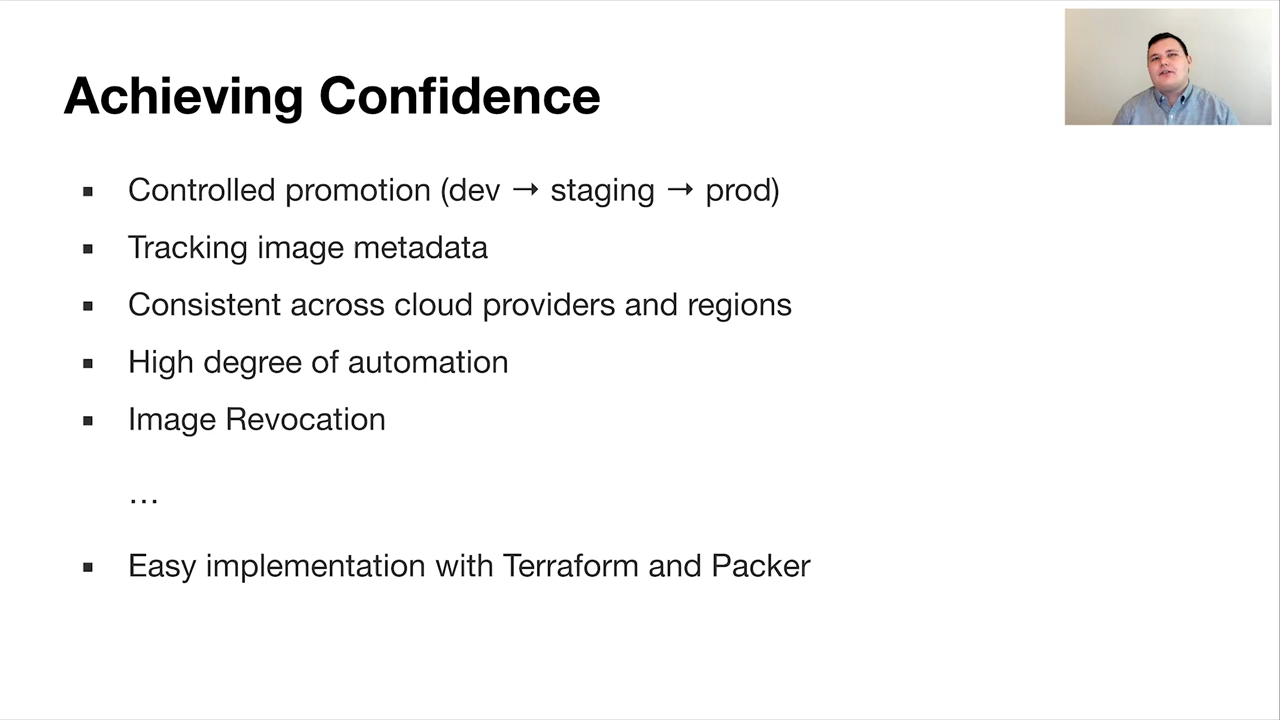 Achieving Confidence
▪ Controlled promotion (dev → staging → prod)
▪ Tracking image metadata
▪ Consistent across cloud providers and regions
▪ High degree of automation
▪ Image Revocation
…
▪ Easy implementation with Terraform and Packer